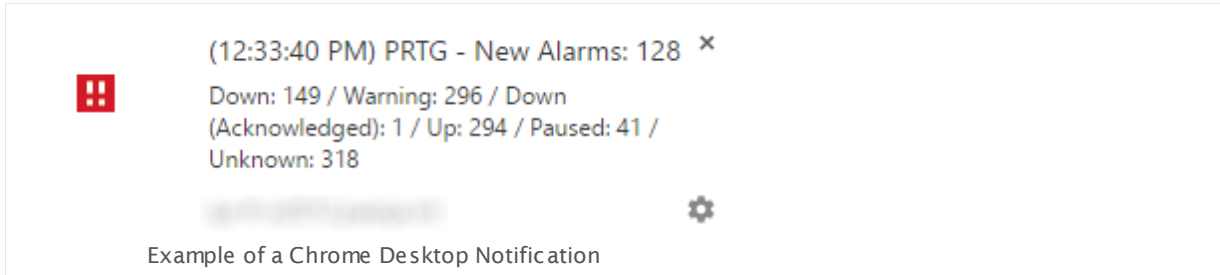 (12:33:40 PM) PRTG - New Alarms: 128
Down: 149 / Warning: 296 / Down
(Acknowledged): 1 / Up: 294 / Paused: 41 /
Unknown: 318
Example of a Chrome Desktop Notification